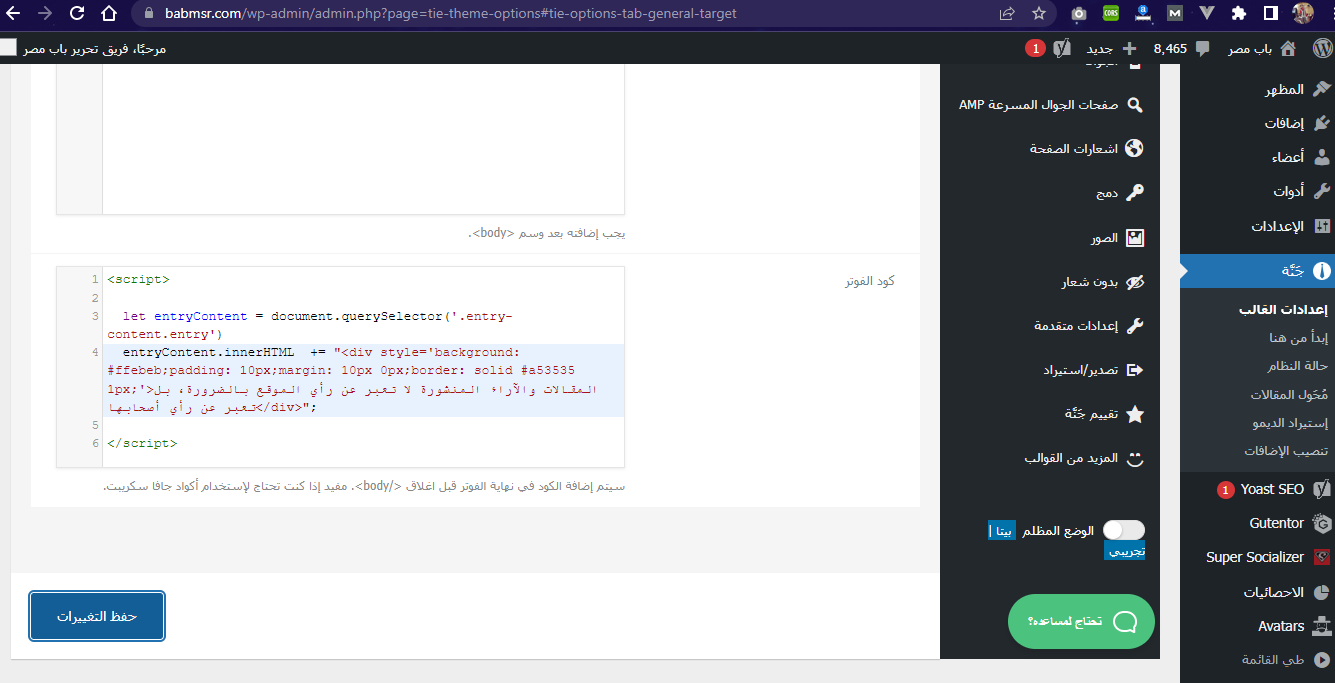 babmsr.com/wp-admin/admin.php?page=tie-theme-options#tie-options-tab-general-target
باب مصر
8,465
جديد
1
مرحبًا، فريق تحرير باب مصر
المظهر
إضافات
أعضاء
أدوات
الإعدادات
جَنَّة
إعدادات القالب
إبدأ من هنا
حالة النظام
مُحَول المقالات
إستيراد الديمو
تنصيب الإضافات
Yoast SEO 1
Gutentor
Super Socializer
الاحصائيات
Avatars
طي القائمة
صفحات الجوال المسرعة AMP
اشعارات الصفحة
دمج
الصور
بدون شعار
إعدادات متقدمة
تصدير/استيراد
تقييم جَنَّة
المزيد من القوالب
الوضع المظلم بيتا |
تجريبي
تحتاج لمساعده؟
يجب إضافته بعد وسم <body>.
كود الفوتر
1 <script>
2
3 let entryContent = document.querySelector('.entry-
content.entry')
4 entryContent.innerHTML += "<div style='background:
#ffebeb;padding: 10px;margin: 10px 0px;border: solid #a53535
1px;'>المقالات والآراء المنشورة لا تعبر عن رأي الموقع بالضرورة، بل
تعبر عن رأي أصحابها</div>";
5
6 </script>
سيتم إضافة الكود في نهاية الفوتر قبل اغلاق </body>. مفيد إذا كنت تحتاج لإستخدام أكواد جافا سكريبت.
حفظ التغييرات